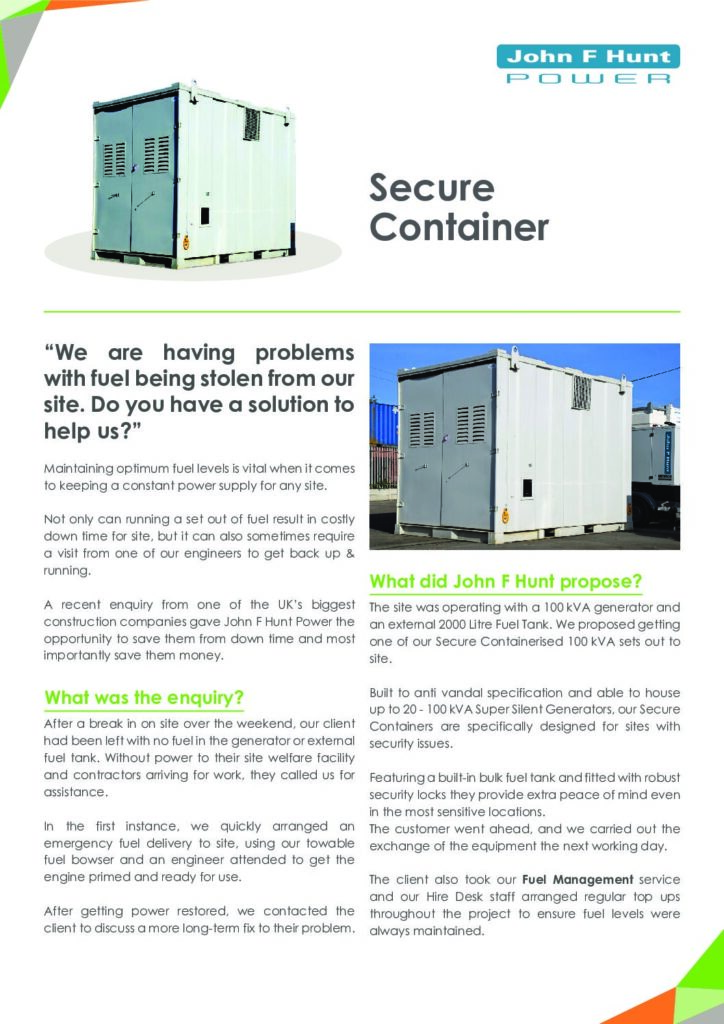 John F Hunt
POWER
Secure
Container
“We are having problems
with fuel being stolen from our
site. Do you have a solution to
help us?”
Maintaining optimum fuel levels is vital when it comes
to keeping a constant power supply for any site.
Not only can running a set out of fuel result in costly
down time for site, but it can also sometimes require
a visit from one of our engineers to get back up &
running.
A recent enquiry from one of the UK’s biggest
construction companies gave John F Hunt Power the
opportunity to save them from down time and most
importantly save them money.
What was the enquiry?
After a break in on site over the weekend, our client
had been left with no fuel in the generator or external
fuel tank. Without power to their site welfare facility
and contractors arriving for work, they called us for
assistance.
In the first instance, we quickly arranged an
emergency fuel delivery to site, using our towable
fuel bowser and an engineer attended to get the
engine primed and ready for use.
After getting power restored, we contacted the
client to discuss a more long-term fix to their problem.
John F Hunt
What did John F Hunt propose?
The site was operating with a 100 kVA generator and
an external 2000 Litre Fuel Tank. We proposed getting
one of our Secure Containerised 100 kVA sets out to
site.
Built to anti vandal specification and able to house
up to 20 - 100 kVA Super Silent Generators, our Secure
Containers are specifically designed for sites with
security issues.
Featuring a built-in bulk fuel tank and fitted with robust
security locks they provide extra peace of mind even
in the most sensitive locations.
The customer went ahead, and we carried out the
exchange of the equipment the next working day.
The client also took our Fuel Management service
and our Hire Desk staff arranged regular top ups
throughout the project to ensure fuel levels were
always maintained.